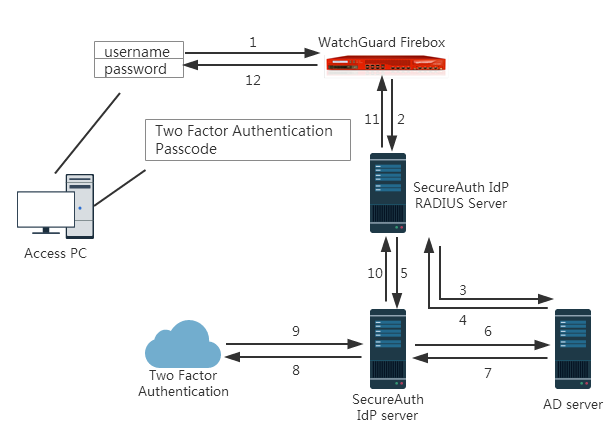 username
password
1
12
WatchGuard Firebox
11
2
Two Factor Authentication
Passcode
SecureAuth IdP
RADIUS Server
Access PC
10
5
3
4
9
8
6
7
Two Factor
Authentication
SecureAuth
IdP server
AD server